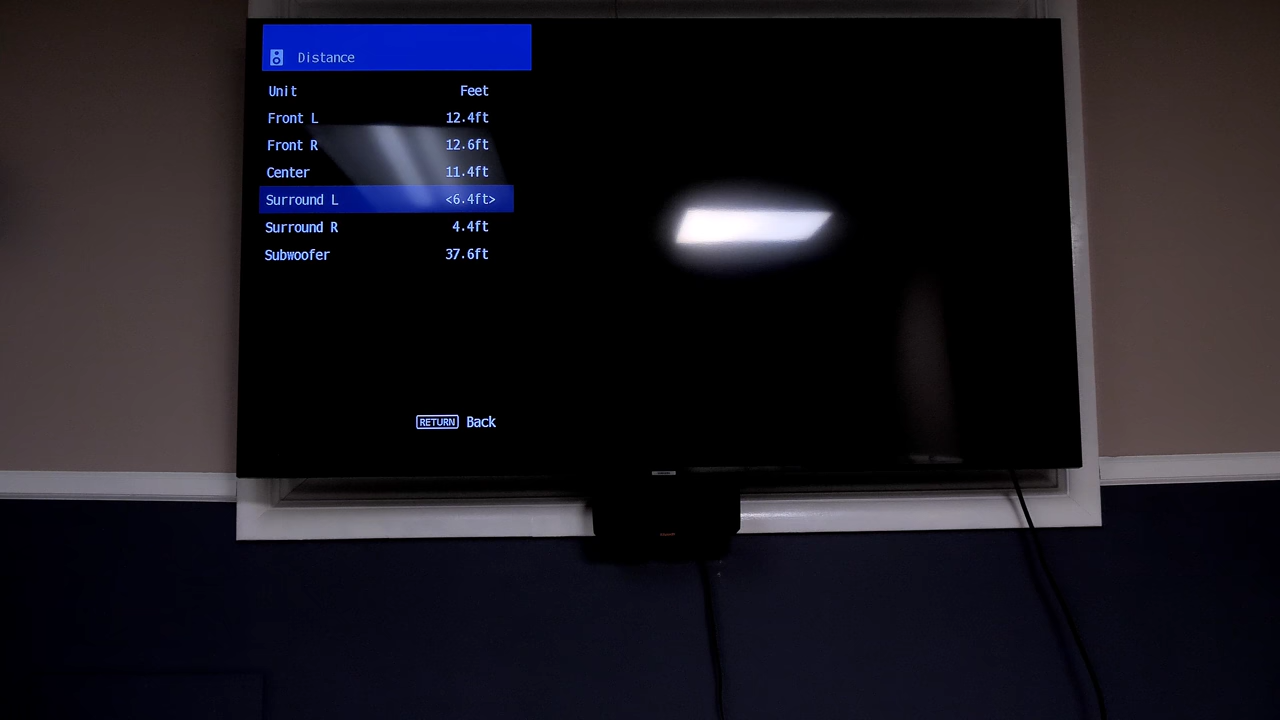 Distance
Unit Feet
Front L 12.4ft
Front R 12.6ft
Center 11.4ft
Surround L <6.4ft>
Surround R 4.4ft
Subwoofer 37.6ft
RETURN Back